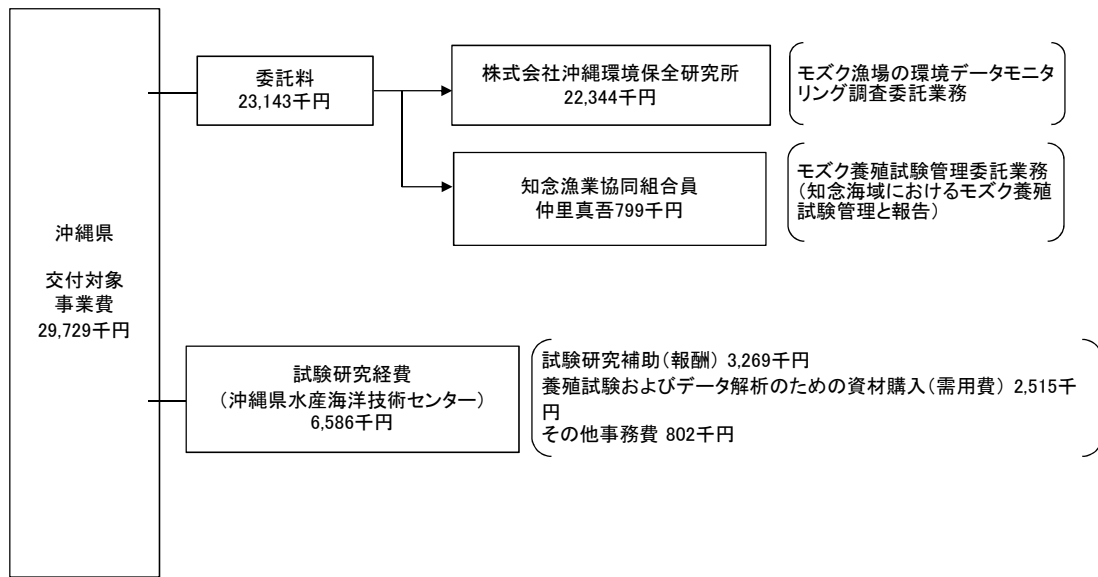 沖縄県
交付対象
事業費
29,729千円
委託料
23,143千円
株式会社沖縄環境保全研究所
22,344千円
モズク漁場の環境データモニタ
リング調査委託業務
知念漁業協同組合員
仲里真吾799千円
モズク養殖試験管理委託業務
（知念海域におけるモズク養殖
試験管理と報告）
試験研究経費
（沖縄県水産海洋技術センター）
6,586千円
試験研究補助（報酬） 3,269千円
養殖試験およびデータ解析のための資材購入（需用費） 2,515千
円
その他事務費 802千円